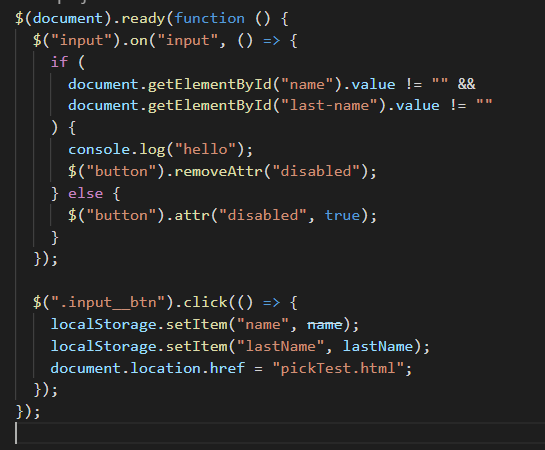 $(document).ready(function () {
  $("input").on("input", () => {
    if (
      document.getElementById("name").value != "" &&
      document.getElementById("last-name").value != ""
    ) {
      console.log("hello");
      $("button").removeAttr("disabled");
    } else {
      $("button").attr("disabled", true);
    }
  });

  $(".input__btn").click(() => {
    localStorage.setItem("name", name);
    localStorage.setItem("lastName", lastName);
    document.location.href = "pickTest.html";
  });
});